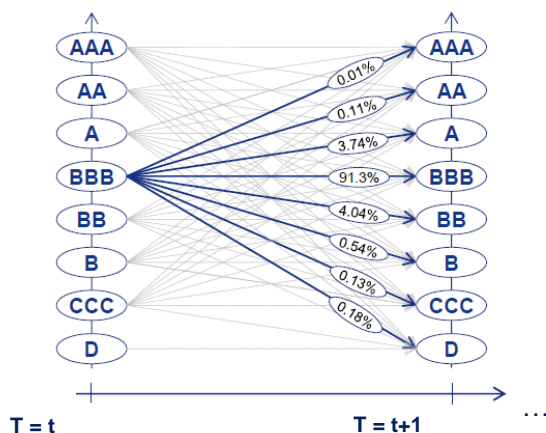 AAA AAA
0.01%
AA AA
0.11%
A A
3.74%
BBB 91.3% BBB
4.04%
BB BB
0.54%
B B
0.13%
CCC CCC
0.18%
D D
T = t T = t+1 ...